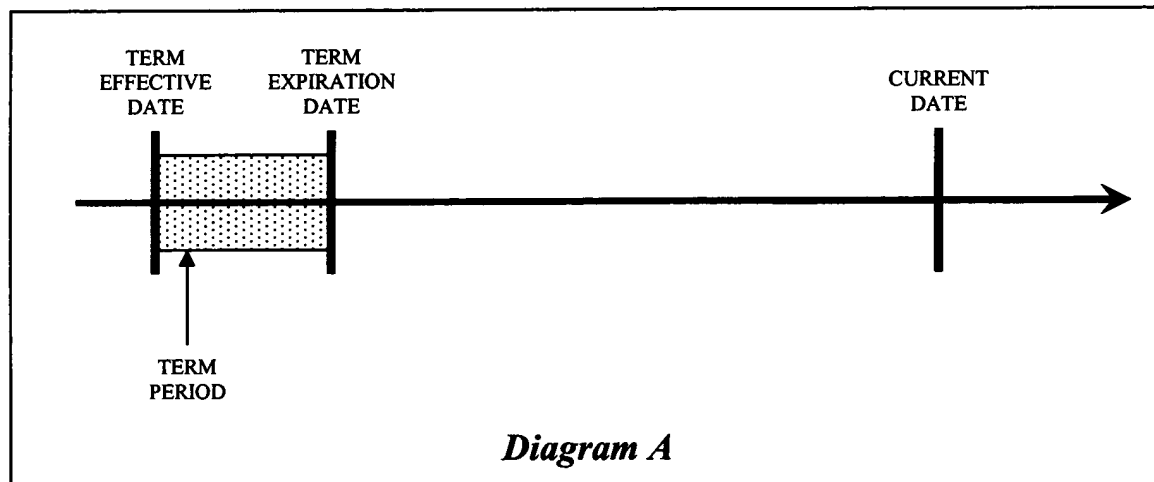 TERM
EFFECTIVE
DATE
TERM
EXPIRATION
DATE
CURRENT
DATE
TERM
PERIOD
Diagram A